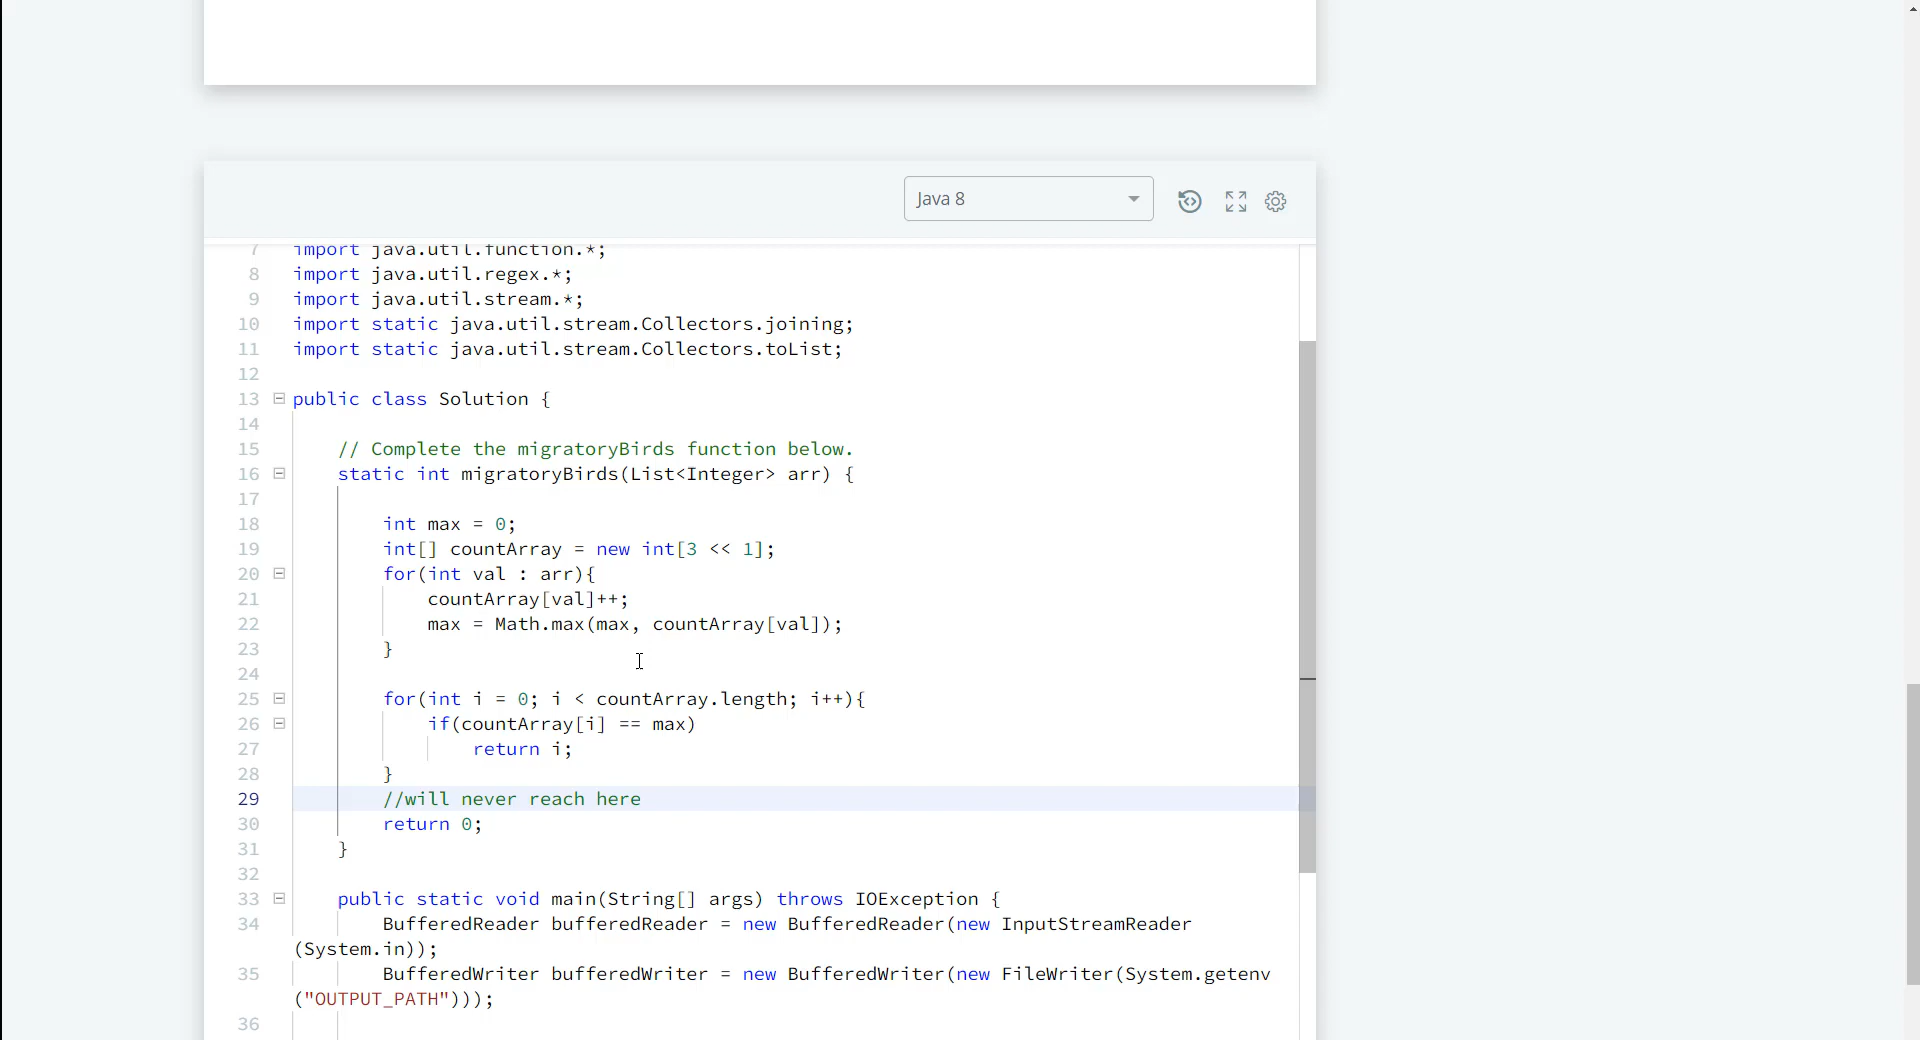 Java 8
7 import java.util.function.*;
8 import java.util.regex.*;
9 import java.util.stream.*;
10 import static java.util.stream.Collectors.joining;
11 import static java.util.stream.Collectors.toList;
12
13 public class Solution {
14
15 // Complete the migratoryBirds function below.
16 static int migratoryBirds(List<Integer> arr) {
17
18 int max = 0;
19 int[] countArray = new int[3 << 1];
20 for(int val : arr){
21 countArray[val]++;
22 max = Math.max(max, countArray[val]);
23 }
24
25 for(int i = 0; i < countArray.length; i++){
26 if(countArray[i] == max)
27 return i;
28 }
29 //will never reach here
30 return 0;
31 }
32
33 public static void main(String[] args) throws IOException {
34 BufferedReader bufferedReader = new BufferedReader(new InputStreamReader
(System.in));
35 BufferedWriter bufferedWriter = new BufferedWriter(new FileWriter(System.getenv
("OUTPUT_PATH")));
36